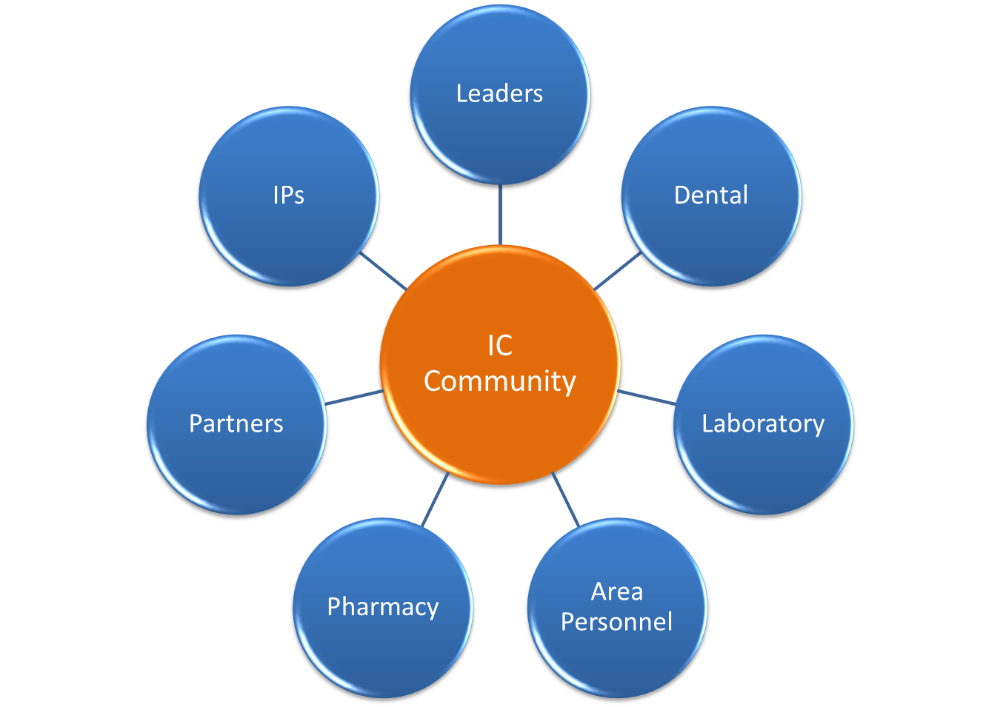 Leaders
IPs
Dental
IC
Community
Partners
Laboratory
Pharmacy
Area
Personnel